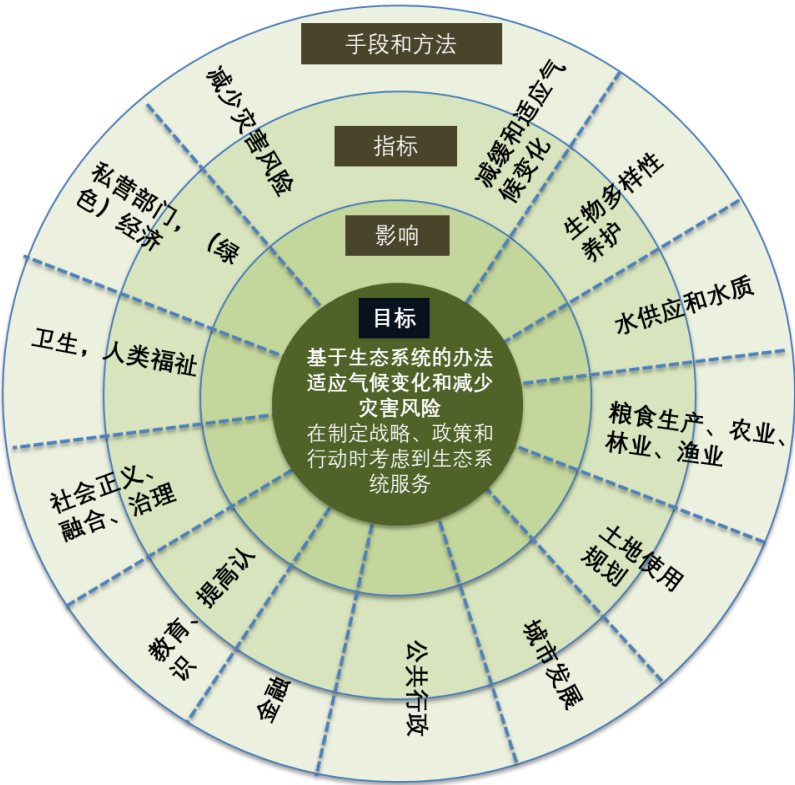 手段和方法
指标
影响
目标
基于生态系统的办法
适应气候变化和减少
灾害风险
在制定战略、政策和
行动时考虑到生态系
统服务
减少灾害风险
减缓和适应气
候变化
生物多样性
养护
水供应和水质
粮食生产、农业、
林业、渔业
土地使用
规划
城市发展
公共行政
金融
教育、提高认
识
社会正义、
融合、治理
卫生，人类福祉
私营部门，（绿
色）经济